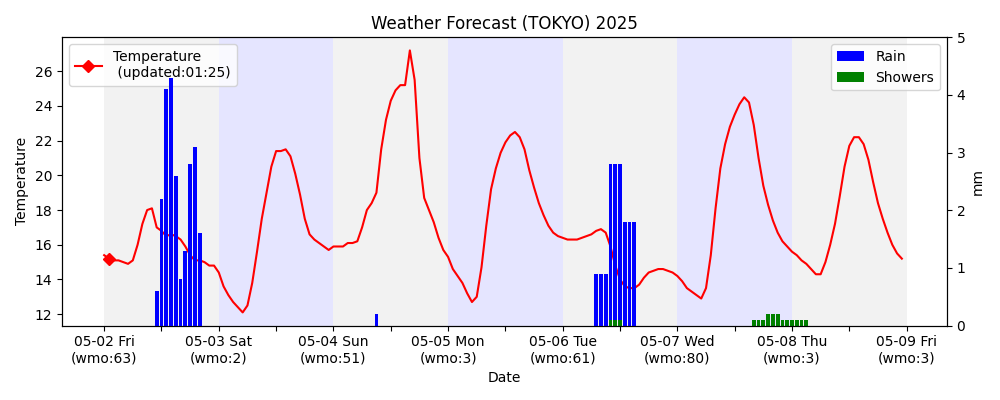 Weather Forecast (TOKYO) 2025
Temperature
(updated:01:25)
Rain
Showers
Temperature
26
24
22
20
18
16
14
12
5
4
3
2
1
0
mm
05-02 Fri
(wmo:63)
05-03 Sat
(wmo:2)
05-04 Sun
(wmo:51)
05-05 Mon
(wmo:3)
05-06 Tue
(wmo:61)
05-07 Wed
(wmo:80)
05-08 Thu
(wmo:3)
05-09 Fri
(wmo:3)
Date